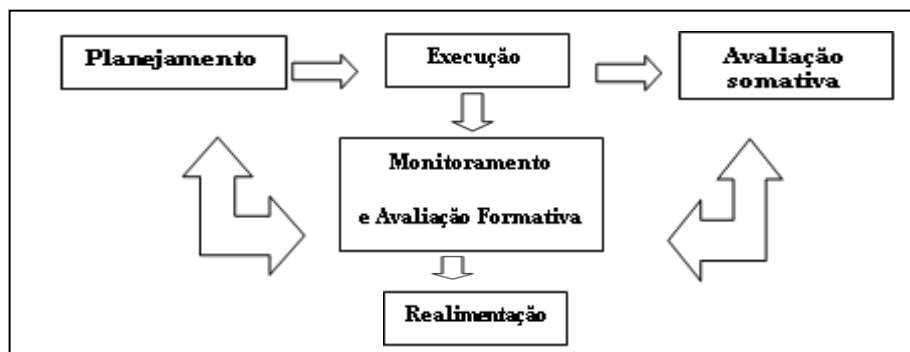 Planejamento
Execução
Avaliação
somativa
Monitoramento
e Avaliação Formativa
Realimentação